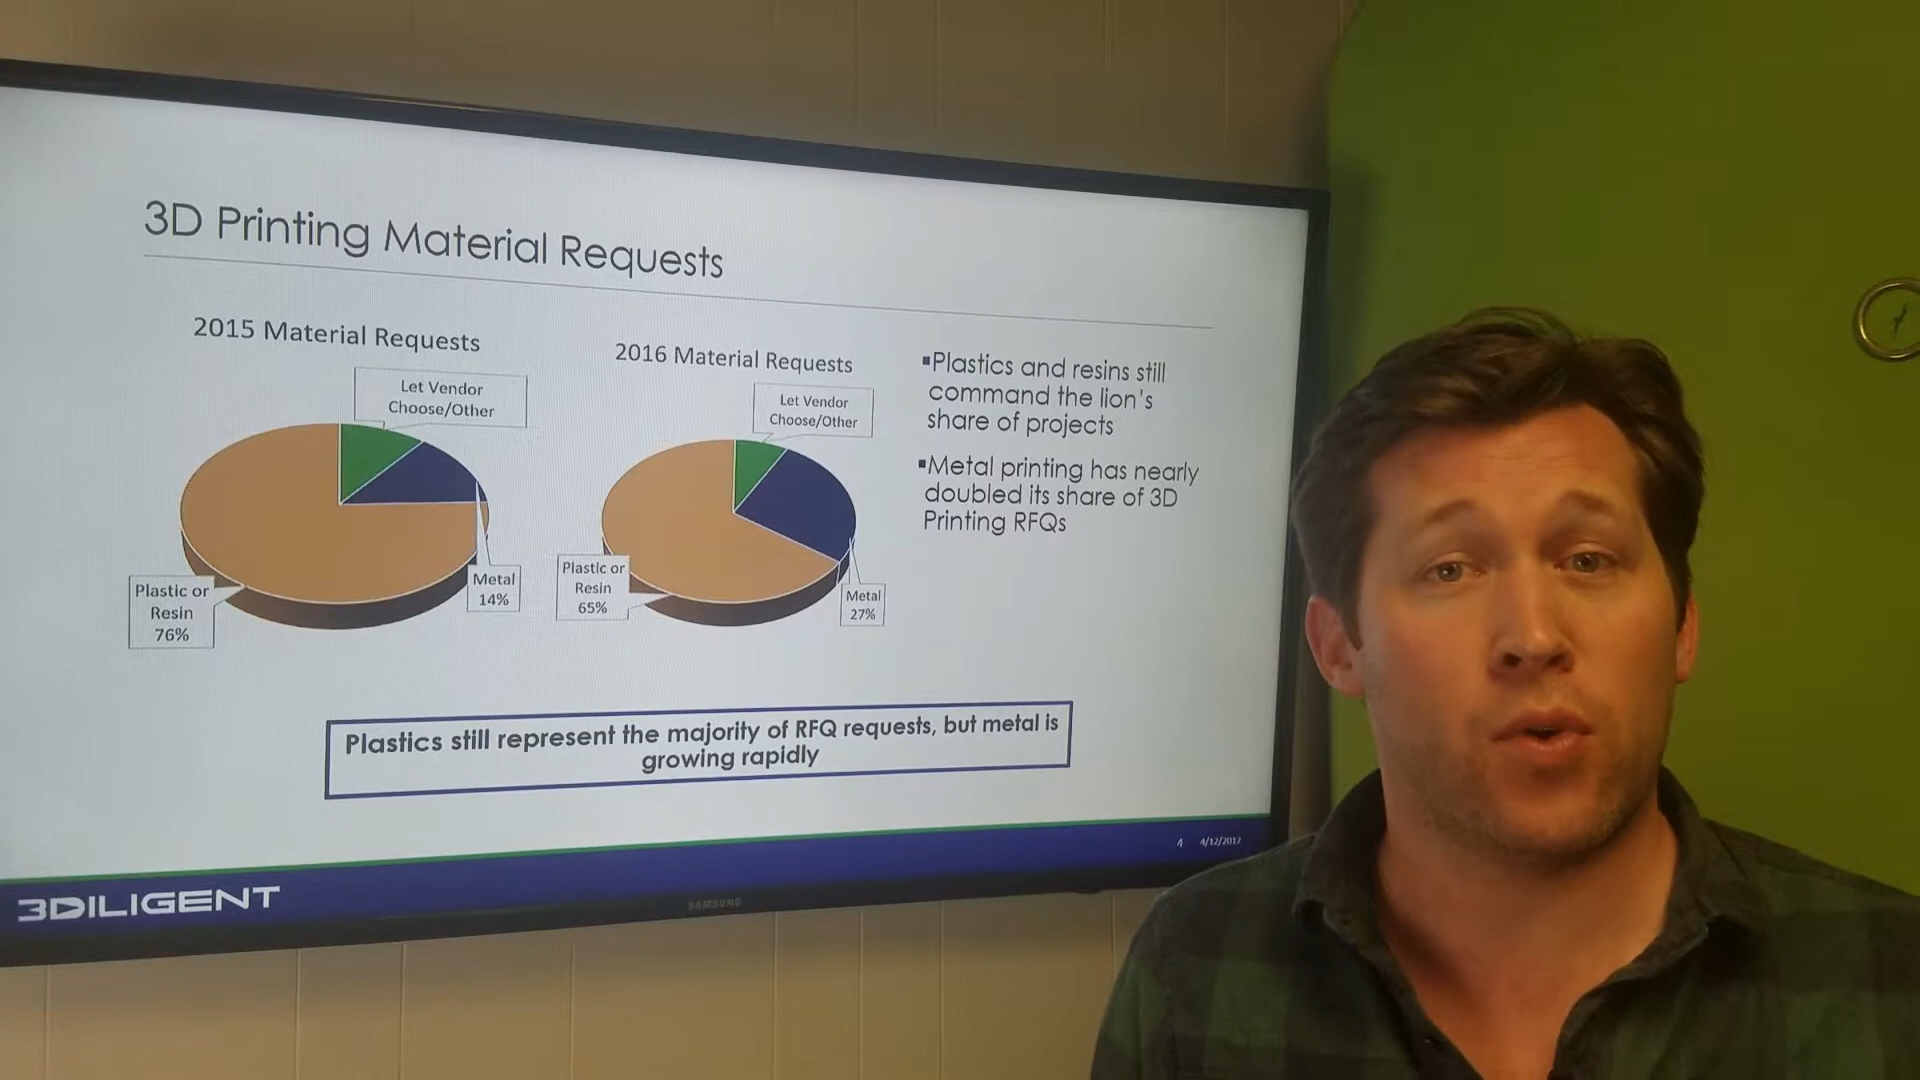 3D Printing Material Requests
2015 Material Requests
Let Vendor
Choose/Other
Plastic or
Resin
76%
Metal
14%
2016 Material Requests
Let Vendor
Choose/Other
Plastic or
Resin
65%
Metal
27%
▪Plastics and resins still
command the lion's
share of projects
▪Metal printing has nearly
doubled its share of 3D
Printing RFQs
Plastics still represent the majority of RFQ requests, but metal is
growing rapidly
4 4/12/2017
3DILIGENT
SAMSUNG